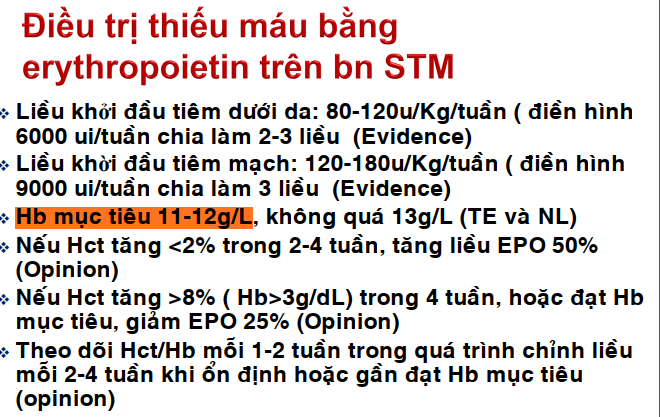 Điều trị thiếu máu bằng
erythropoietin trên bn STM
❖ Liều khởi đầu tiêm dưới da: 80-120u/Kg/tuần ( điển hình
6000 ui/tuần chia làm 2-3 liều (Evidence)
❖ Liều khời đầu tiêm mạch: 120-180u/Kg/tuần ( điển hình
9000 ui/tuần chia làm 3 liều (Evidence)
❖ Hb mục tiêu 11-12g/L, không quá 13g/L (TE và NL)
❖ Nếu Hct tăng <2% trong 2-4 tuần, tăng liều EPO 50%
(Opinion)
❖ Nếu Hct tăng >8% ( Hb>3g/dL) trong 4 tuần, hoặc đạt Hb
mục tiêu, giảm EPO 25% (Opinion)
❖ Theo dõi Hct/Hb mỗi 1-2 tuần trong quá trình chỉnh liều
mỗi 2-4 tuần khi ổn định hoặc gần đạt Hb mục tiêu
(opinion)